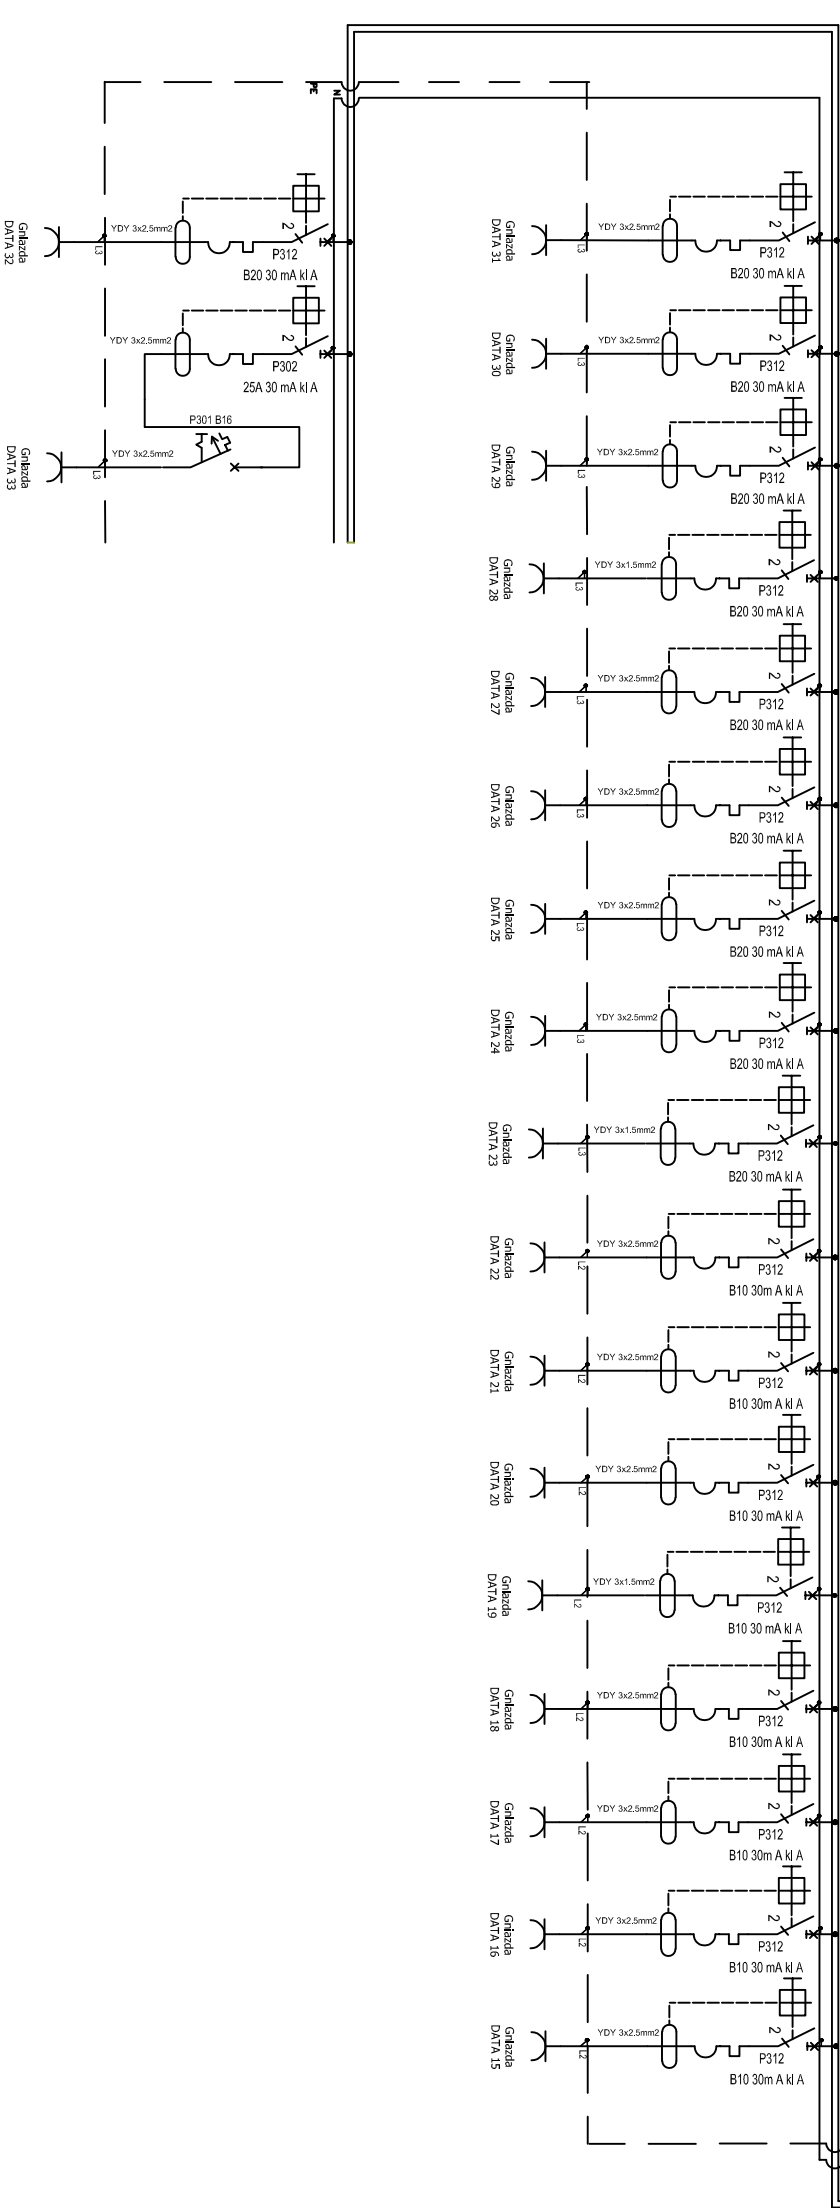 PE
N
Gniazda
DATA 32
L3
YDY 3x2.5mm2
2
P312
B20 30 mA kl A
YDY 3x2.5mm2
2
P302
25A 30 mA kl A
P301 B16
Gniazda
DATA 33
L3
YDY 3x2.5mm2
Gniazda
DATA 31
L3
YDY 3x2.5mm2
2
P312
B20 30 mA kl A
Gniazda
DATA 30
L3
YDY 3x2.5mm2
2
P312
B20 30 mA kl A
Gniazda
DATA 29
L3
YDY 3x2.5mm2
2
P312
B20 30 mA kl A
Gniazda
DATA 28
L3
YDY 3x1.5mm2
2
P312
B20 30 mA kl A
Gniazda
DATA 27
L3
YDY 3x2.5mm2
2
P312
B20 30 mA kl A
Gniazda
DATA 26
L3
YDY 3x2.5mm2
2
P312
B20 30 mA kl A
Gniazda
DATA 25
L3
YDY 3x2.5mm2
2
P312
B20 30 mA kl A
Gniazda
DATA 24
L3
YDY 3x2.5mm2
2
P312
B20 30 mA kl A
Gniazda
DATA 23
L3
YDY 3x1.5mm2
2
P312
B20 30 mA kl A
Gniazda
DATA 22
L2
YDY 3x2.5mm2
2
P312
B10 30m A kl A
Gniazda
DATA 21
L2
YDY 3x2.5mm2
2
P312
B10 30m A kl A
Gniazda
DATA 20
L2
YDY 3x2.5mm2
2
P312
B10 30 mA kl A
Gniazda
DATA 19
L2
YDY 3x1.5mm2
2
P312
B10 30 mA kl A
Gniazda
DATA 18
L2
YDY 3x2.5mm2
2
P312
B10 30m A kl A
Gniazda
DATA 17
L2
YDY 3x2.5mm2
2
P312
B10 30m A kl A
Gniazda
DATA 16
L2
YDY 3x2.5mm2
2
P312
B10 30 mA kl A
Gniazda
DATA 15
L2
YDY 3x2.5mm2
2
P312
B10 30m A kl A